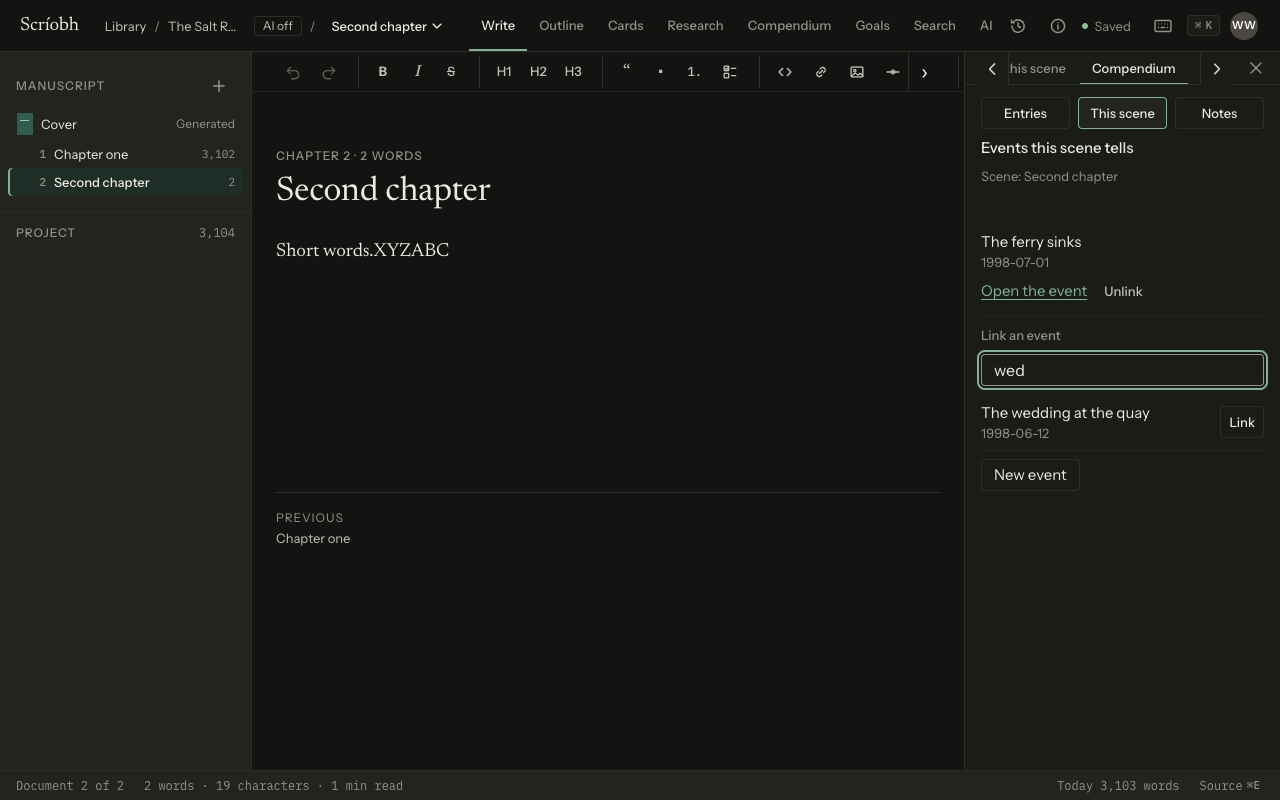 Scríobh Library / The Salt R... AI off / Second chapter Write Outline Cards Research Compendium Goals Search AI Saved ⌘ K WW
MANUSCRIPT +
Cover Generated
1 Chapter one 3,102
2 Second chapter 2
PROJECT 3,104
B I S H1 H2 H3 “ 1.
CHAPTER 2 · 2 WORDS
Second chapter
Short words.XYZABC
PREVIOUS
Chapter one
his scene Compendium
Entries This scene Notes
Events this scene tells
Scene: Second chapter
The ferry sinks
1998-07-01
Open the event Unlink
Link an event
wed
The wedding at the quay
1998-06-12
Link
New event
Document 2 of 2 2 words · 19 characters · 1 min read Today 3,103 words Source ⌘E